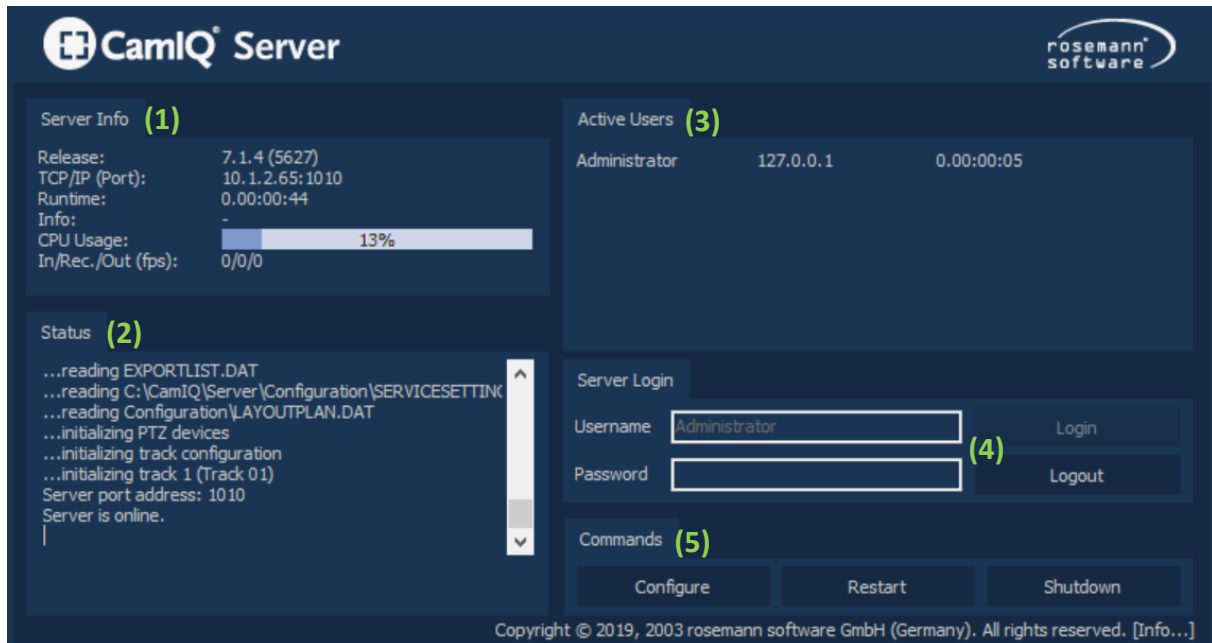 CamIQ® Server
rosemann®
software
Server Info (1)
Release: 7.1.4 (5627)
TCP/IP (Port): 10.1.2.65:1010
Runtime: 0.00:00:44
Info: -
CPU Usage: 13%
In/Rec./Out (fps): 0/0/0
Status (2)
...reading EXPORTLIST.DAT
...reading C:\CamIQ\Server\Configuration\SERVICESETTING
...reading Configuration\LAYOUTPLAN.DAT
...initializing PTZ devices
...initializing track configuration
...initializing track 1 (Track 01)
Server port address: 1010
Server is online.
Active Users (3)
Administrator 127.0.0.1 0.00:00:05
Server Login
Username Administrator Login
(4)
Password Logout
Commands (5)
Configure Restart Shutdown
Copyright © 2019, 2003 rosemann software GmbH (Germany). All rights reserved. [Info...]